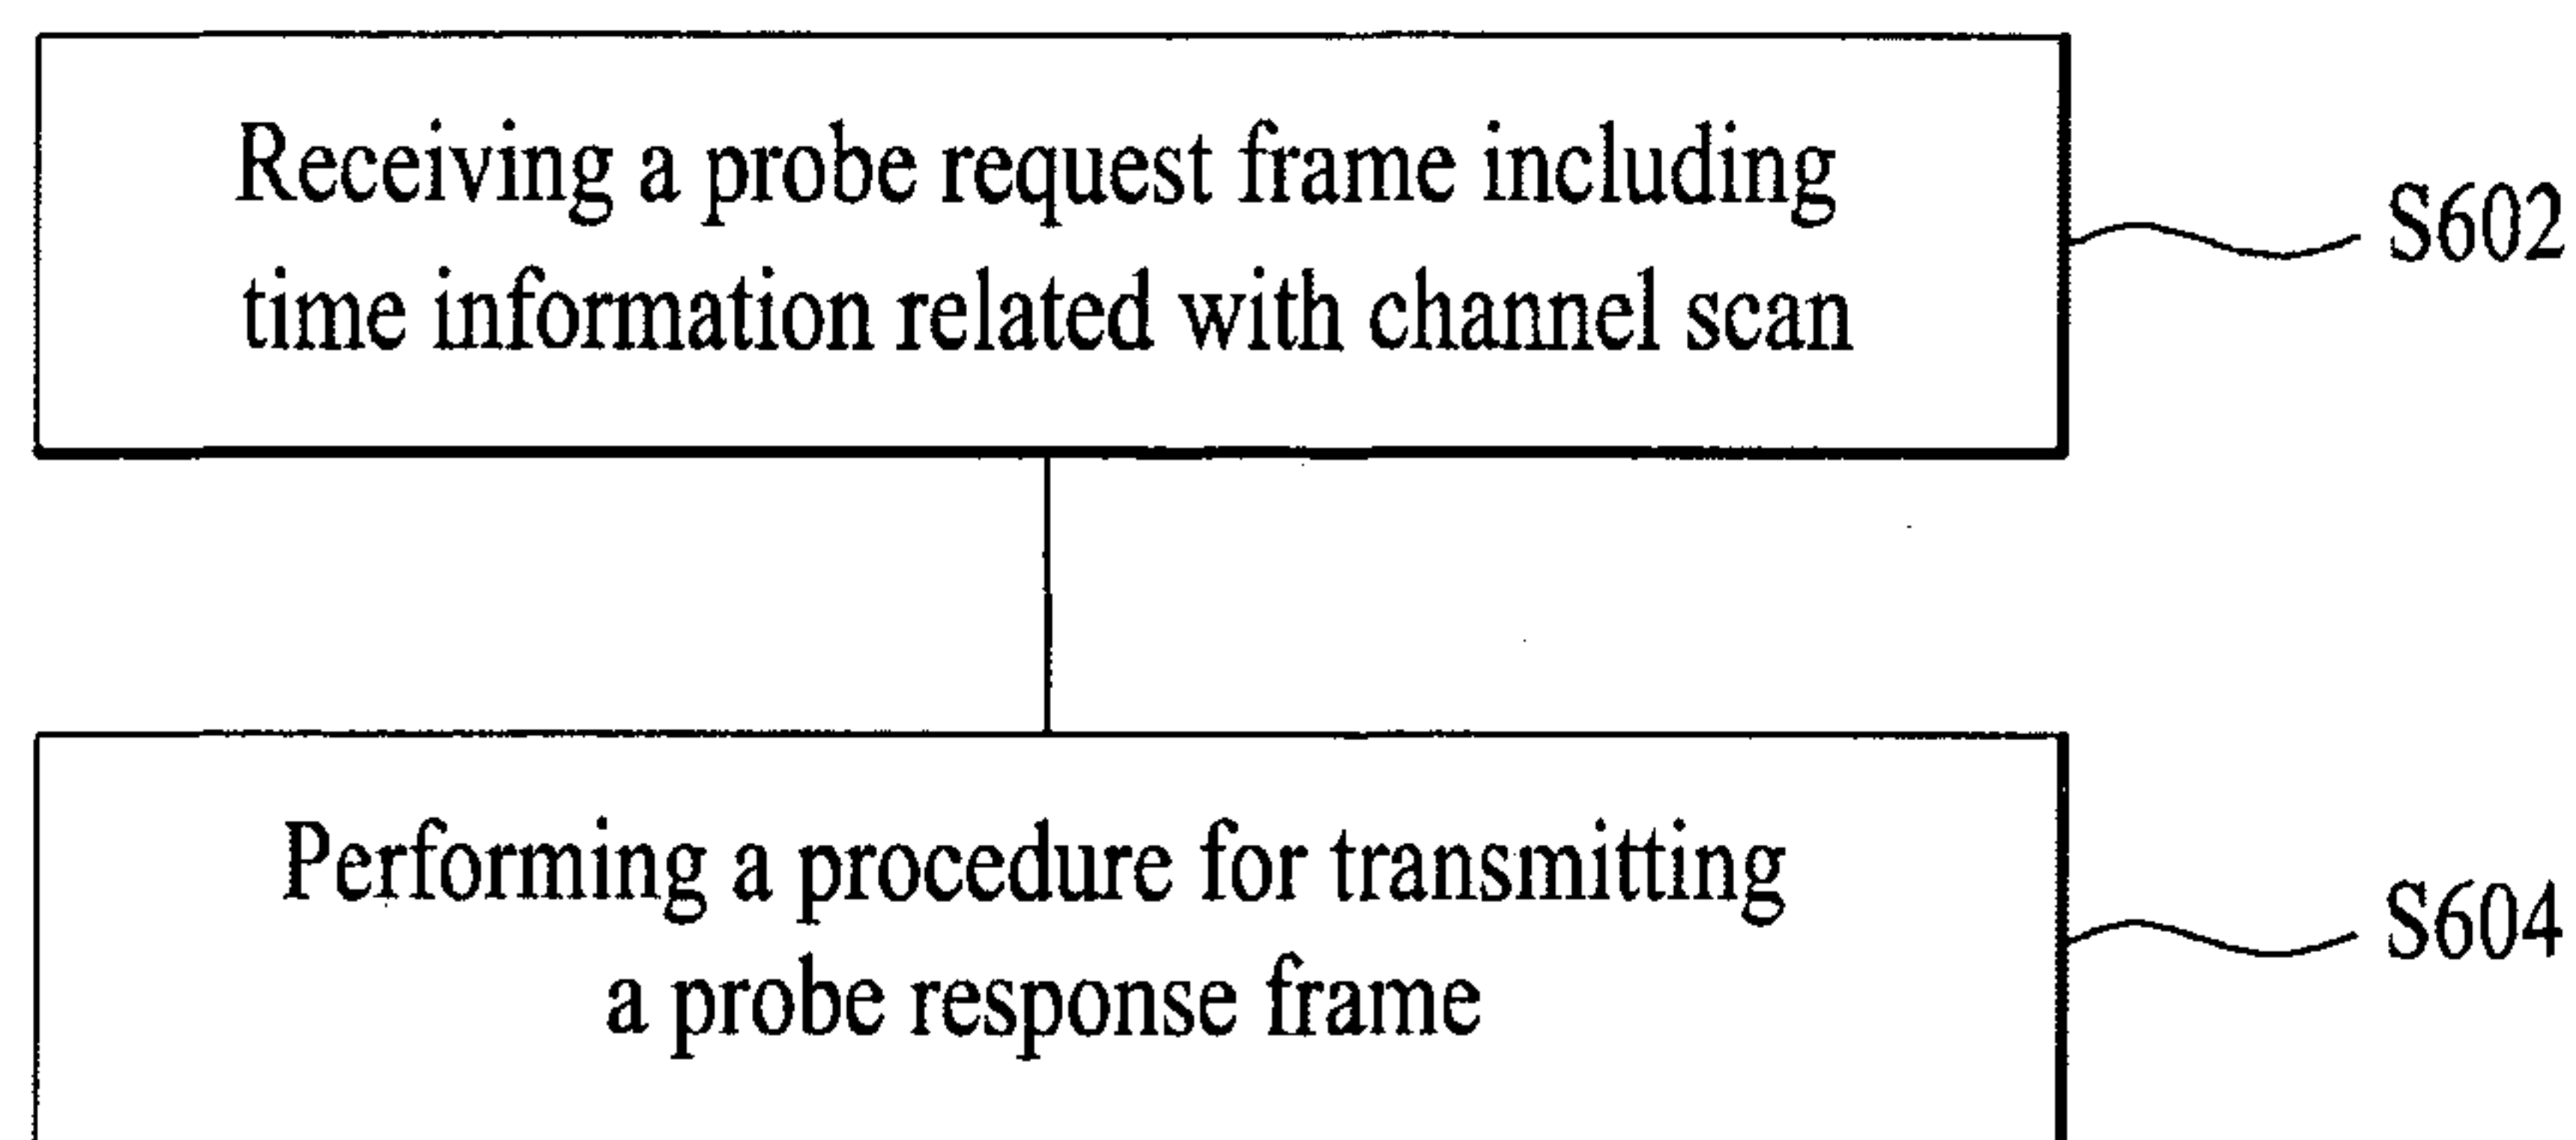 Receiving a probe request frame including
time information related with channel scan
S602
Performing a procedure for transmitting
a probe response frame
S604